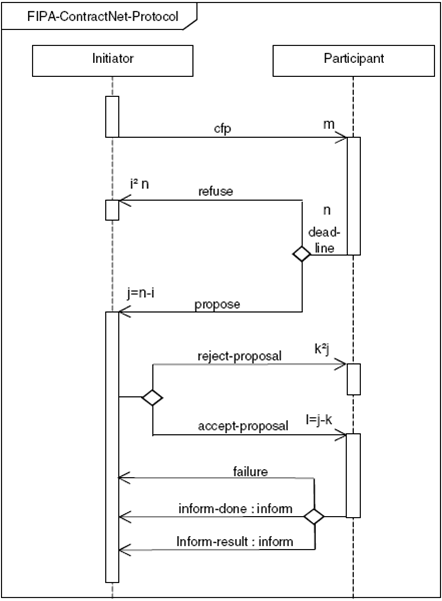 FIPA-ContractNet-Protocol
Initiator
Participant
cfp
m
i² n
refuse
n
dead-
line
j=n-i
propose
reject-proposal
k²j
accept-proposal
l=j-k
failure
inform-done : inform
Inform-result : inform